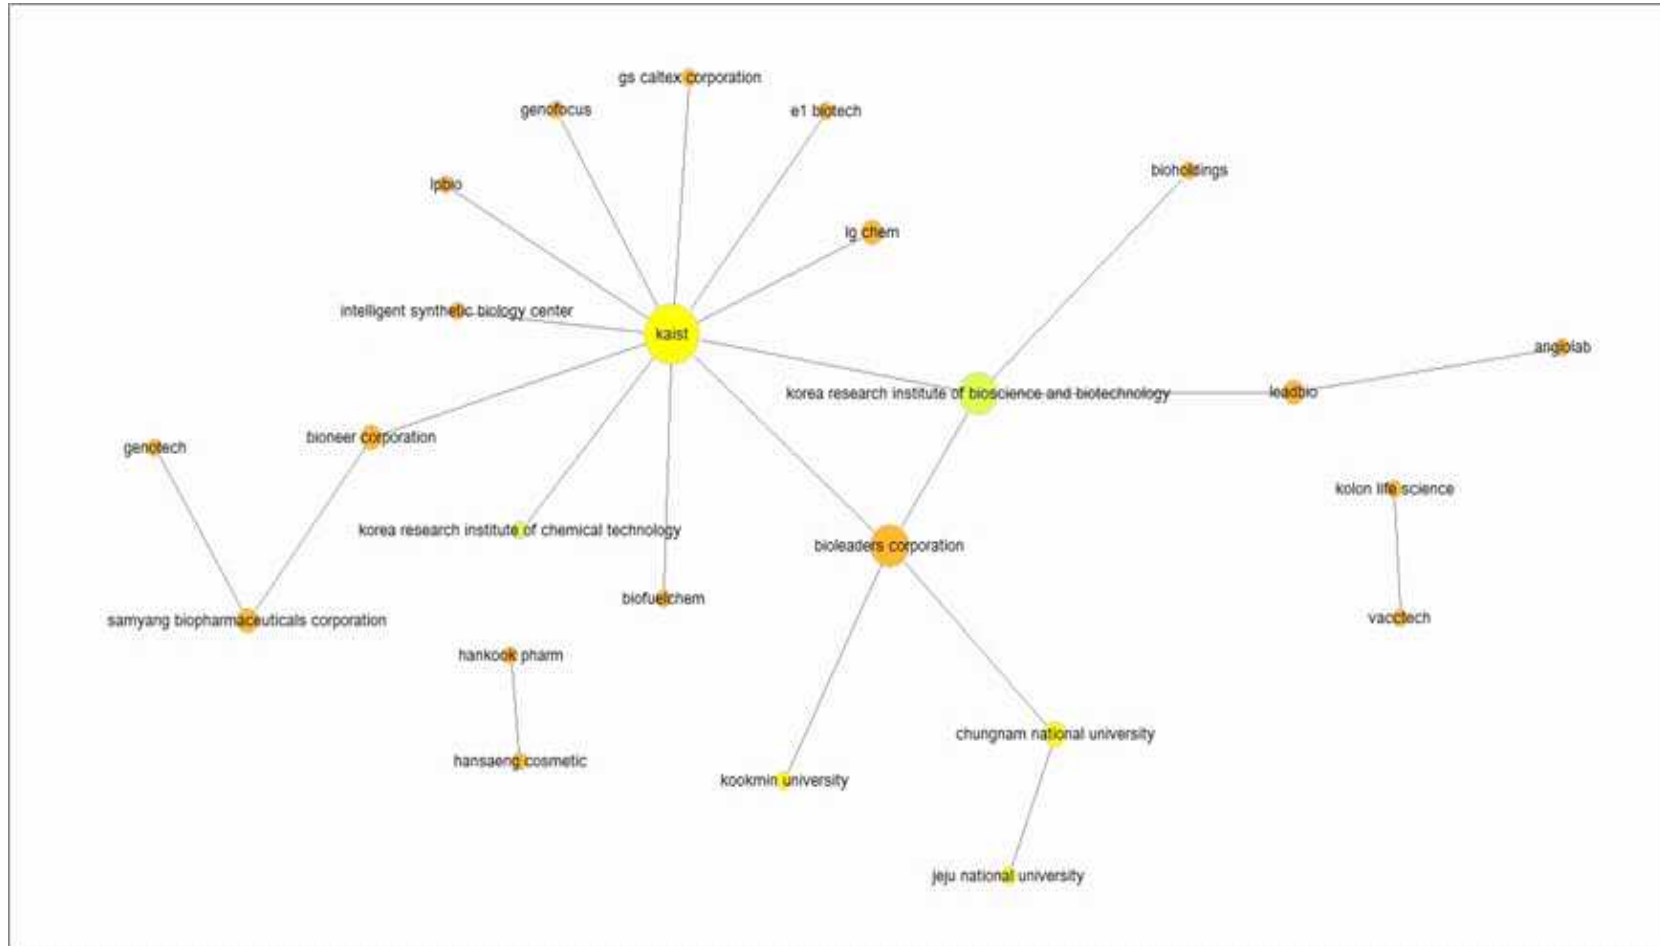 gs caltex corporation
genofocus
e1 biotech
bioholdings
lpbio
lg chem
intelligent synthetic biology center
kaist
angiolab
korea research institute of bioscience and biotechnology
leadbio
bioneer corporation
genotech
kolon life science
korea research institute of chemical technology
bioleaders corporation
biofuelchem
vacctech
samyang biopharmaceuticals corporation
hankook pharm
chungnam national university
hansaeng cosmetic
kookmin university
jeju national university